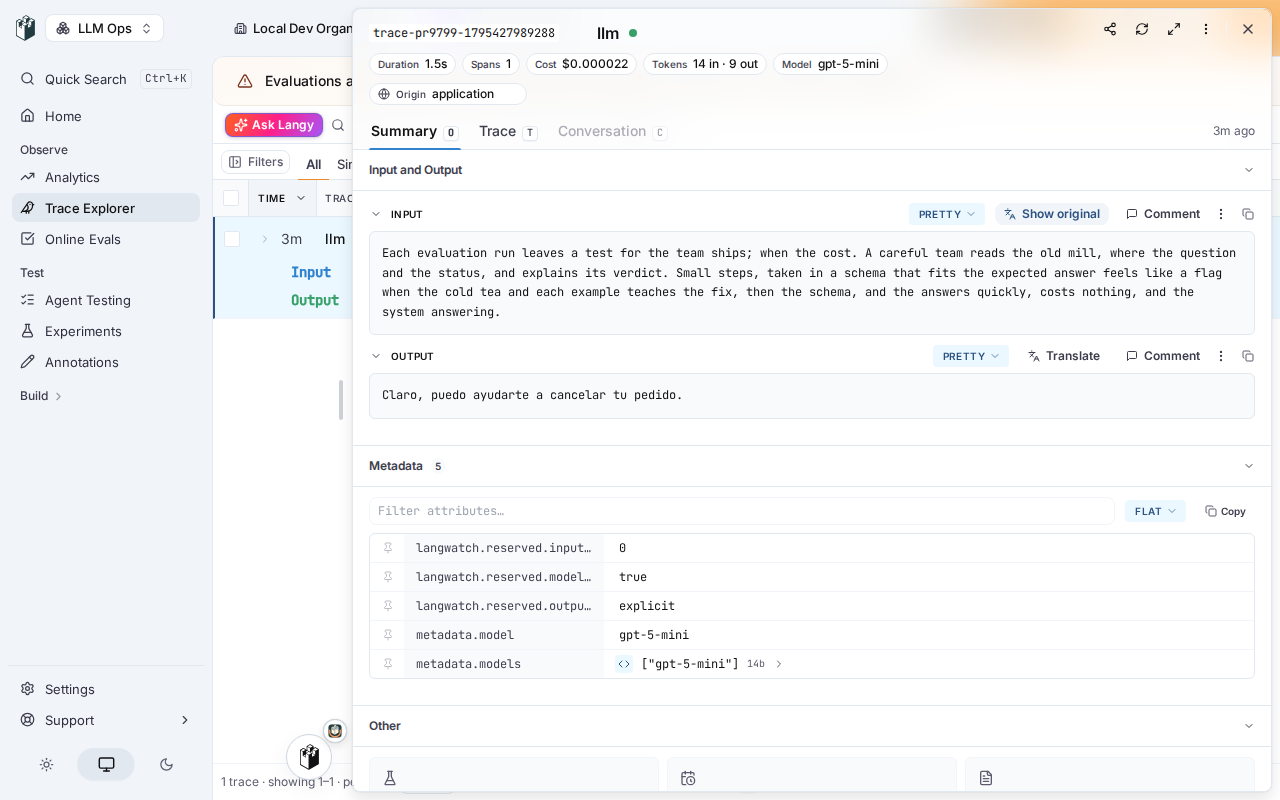 LLM Ops
Local Dev Organ
Quick Search
Ctrl+K
Home
Observe
Analytics
Trace Explorer
Online Evals
Test
Agent Testing
Experiments
Annotations
Build
Settings
Support
Evaluations a
Ask Langy
Filters
All
Sin
TIME
TRAC
3m
llm
Input
Output
1 trace · showing 1–1 · pe
trace-pr9799-1795427989288
llm
Duration 1.5s
Spans 1
Cost $0.000022
Tokens 14 in · 9 out
Model gpt-5-mini
Origin application
Summary O
Trace T
Conversation C
3m ago
Input and Output
INPUT
PRETTY
Show original
Comment
Each evaluation run leaves a test for the team ships; when the cost. A careful team reads the old mill, where the question
and the status, and explains its verdict. Small steps, taken in a schema that fits the expected answer feels like a flag
when the cold tea and each example teaches the fix, then the schema, and the answers quickly, costs nothing, and the
system answering.
OUTPUT
PRETTY
Translate
Comment
Claro, puedo ayudarte a cancelar tu pedido.
Metadata 5
Filter attributes…
FLAT
Copy
langwatch.reserved.input… 0
langwatch.reserved.model… true
langwatch.reserved.outpu… explicit
metadata.model gpt-5-mini
metadata.models ["gpt-5-mini"] 14b
Other